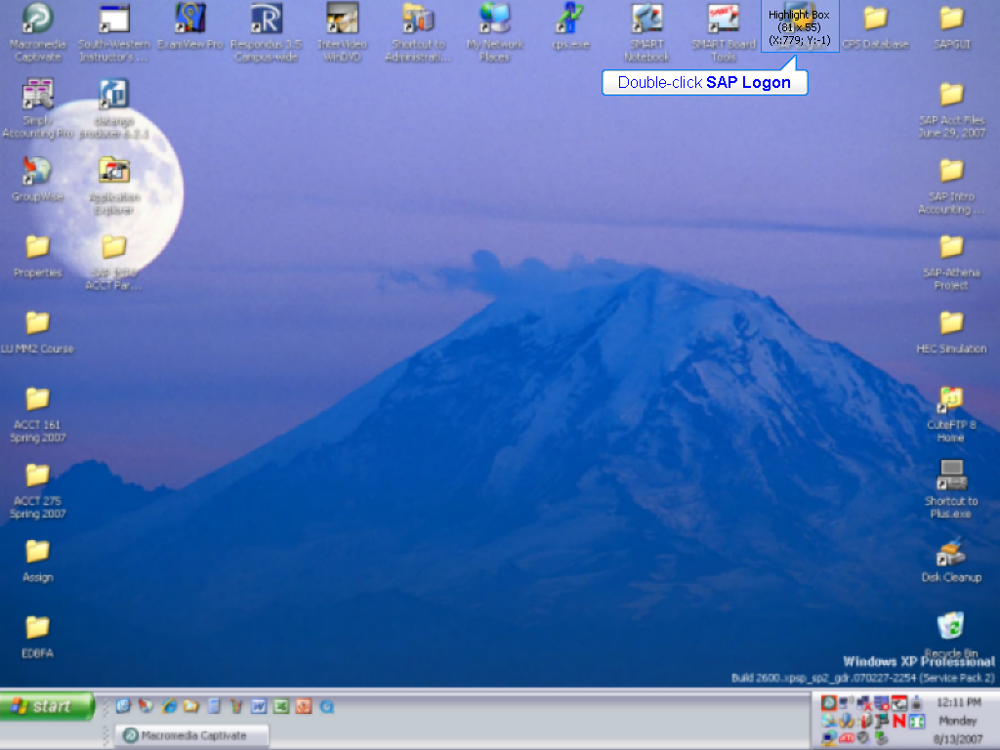 Macromedia
Captivate
South-Western
Instructor's ...
ExamView Pro
Respondus 3.5
Campus-wide
InterVideo
WinDVD
Shortcut to
Administrati...
My Network
Places
cps.exe
SMART
Notebook
SMART Board
Tools
Highlight Box
(81 x 55)
(X:779; Y:-1)
CPS Database
SAPGUI
Double-click SAP Logon
Simply
Accounting Pro
datango
producer 6.2.3
SAP Acct Files
June 29, 2007
GroupWise
Application
Explorer
SAP Intro
Accounting ...
Properties
SAP Intro
ACCT Par...
SAP-Athena
Project
LU MM2 Course
HEC Simulation
ACCT 161
Spring 2007
CuteFTP 8
Home
ACCT 275
Spring 2007
Shortcut to
Plus.exe
Assign
Disk Cleanup
EDBFA
Recycle Bin
Windows XP Professional
Build 2600.xpsp_sp2_gdr.070227-2254 (Service Pack 2)
start
12:11 PM
Monday
8/13/2007
Macromedia Captivate